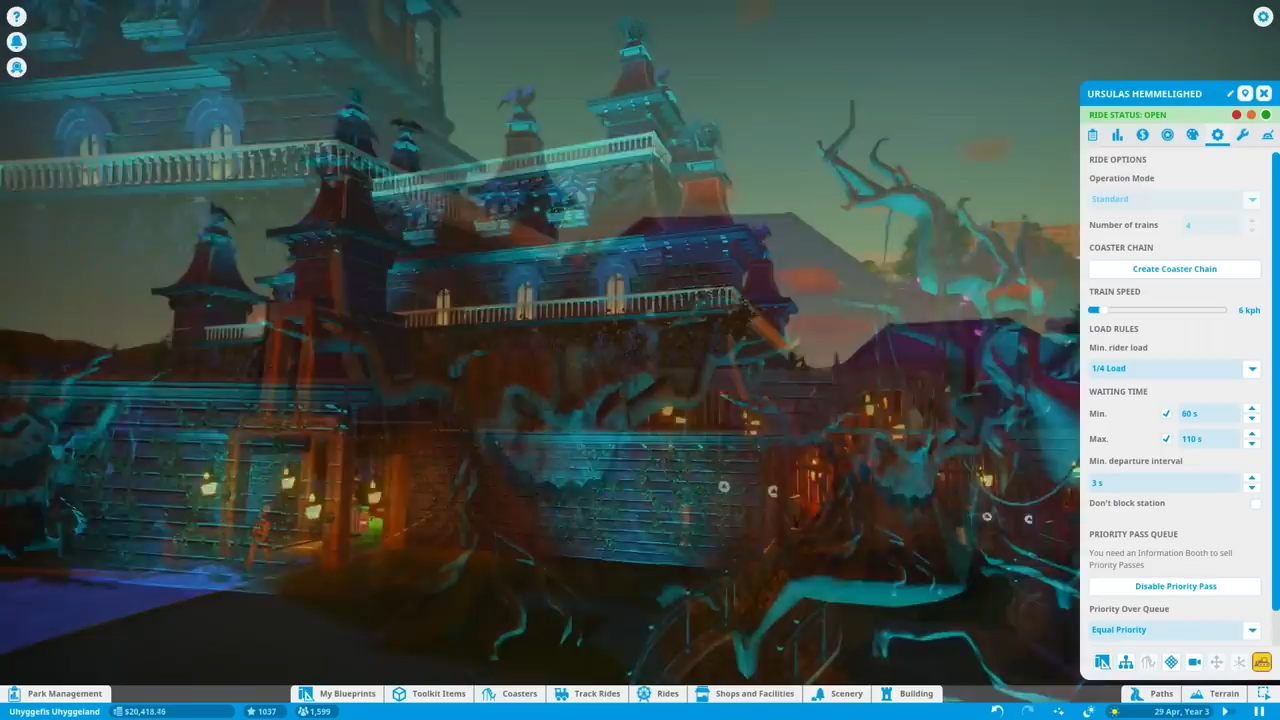 URSULAS HEMMELIGHED
RIDE STATUS: OPEN
RIDE OPTIONS
Operation Mode
Standard
Number of trains 4
COASTER CHAIN
Create Coaster Chain
TRAIN SPEED
6 kph
LOAD RULES
Min. rider load
1/4 Load
WAITING TIME
Min. 60 s
Max. 110 s
Min. departure interval
3 s
Don't block station
PRIORITY PASS QUEUE
You need an Information Booth to sell
Priority Passes
Disable Priority Pass
Priority Over Queue
Equal Priority
Park Management My Blueprints Toolkit Items Coasters Track Rides Rides Shops and Facilities Scenery Building Paths Terrain
Uhyggefis Uhyggeland $20,418.46 1037 1,599 29 Apr, Year 3